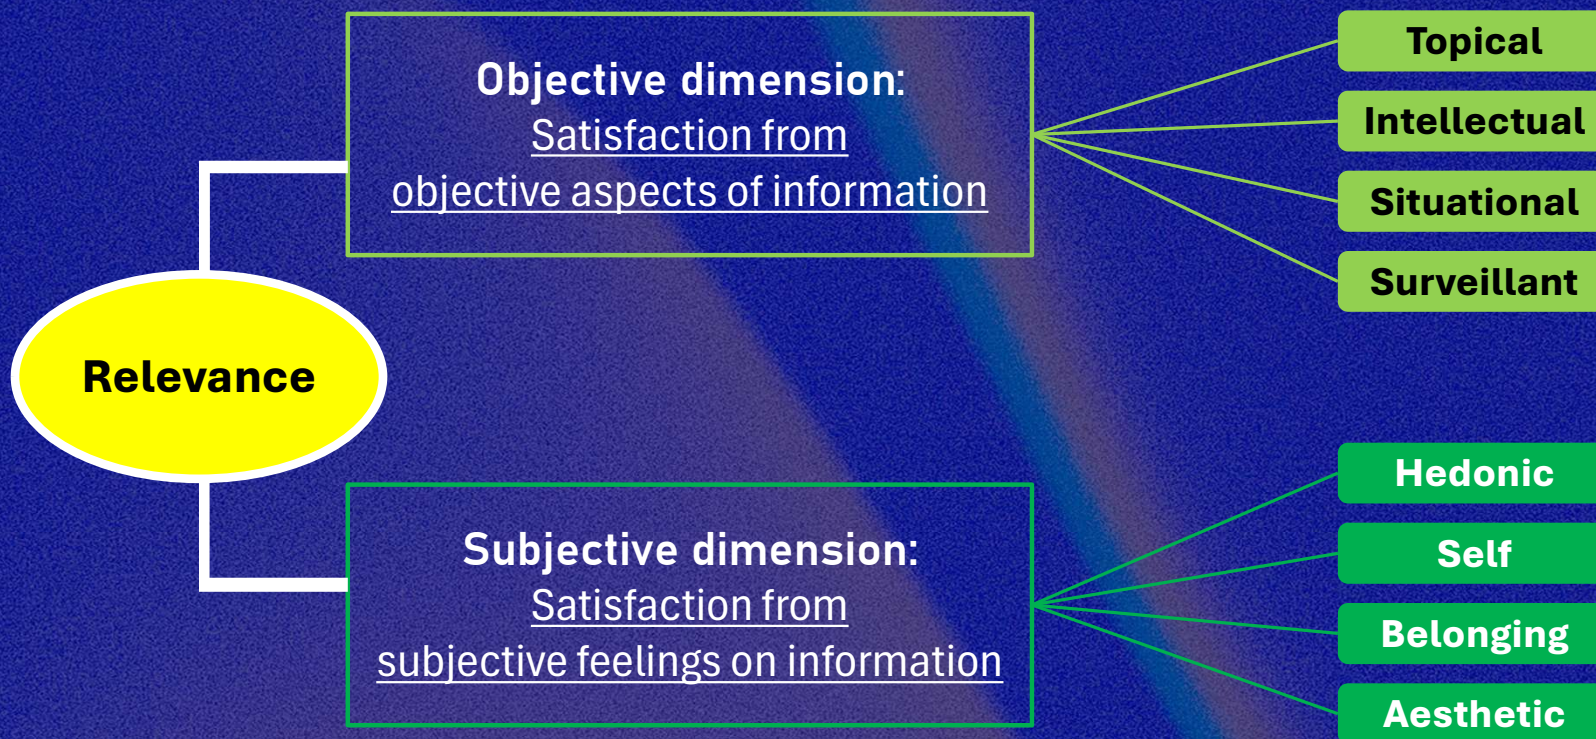 Relevance
Objective dimension:
Satisfaction from
objective aspects of information
Topical
Intellectual
Situational
Surveillant
Subjective dimension:
Satisfaction from
subjective feelings on information
Hedonic
Self
Belonging
Aesthetic